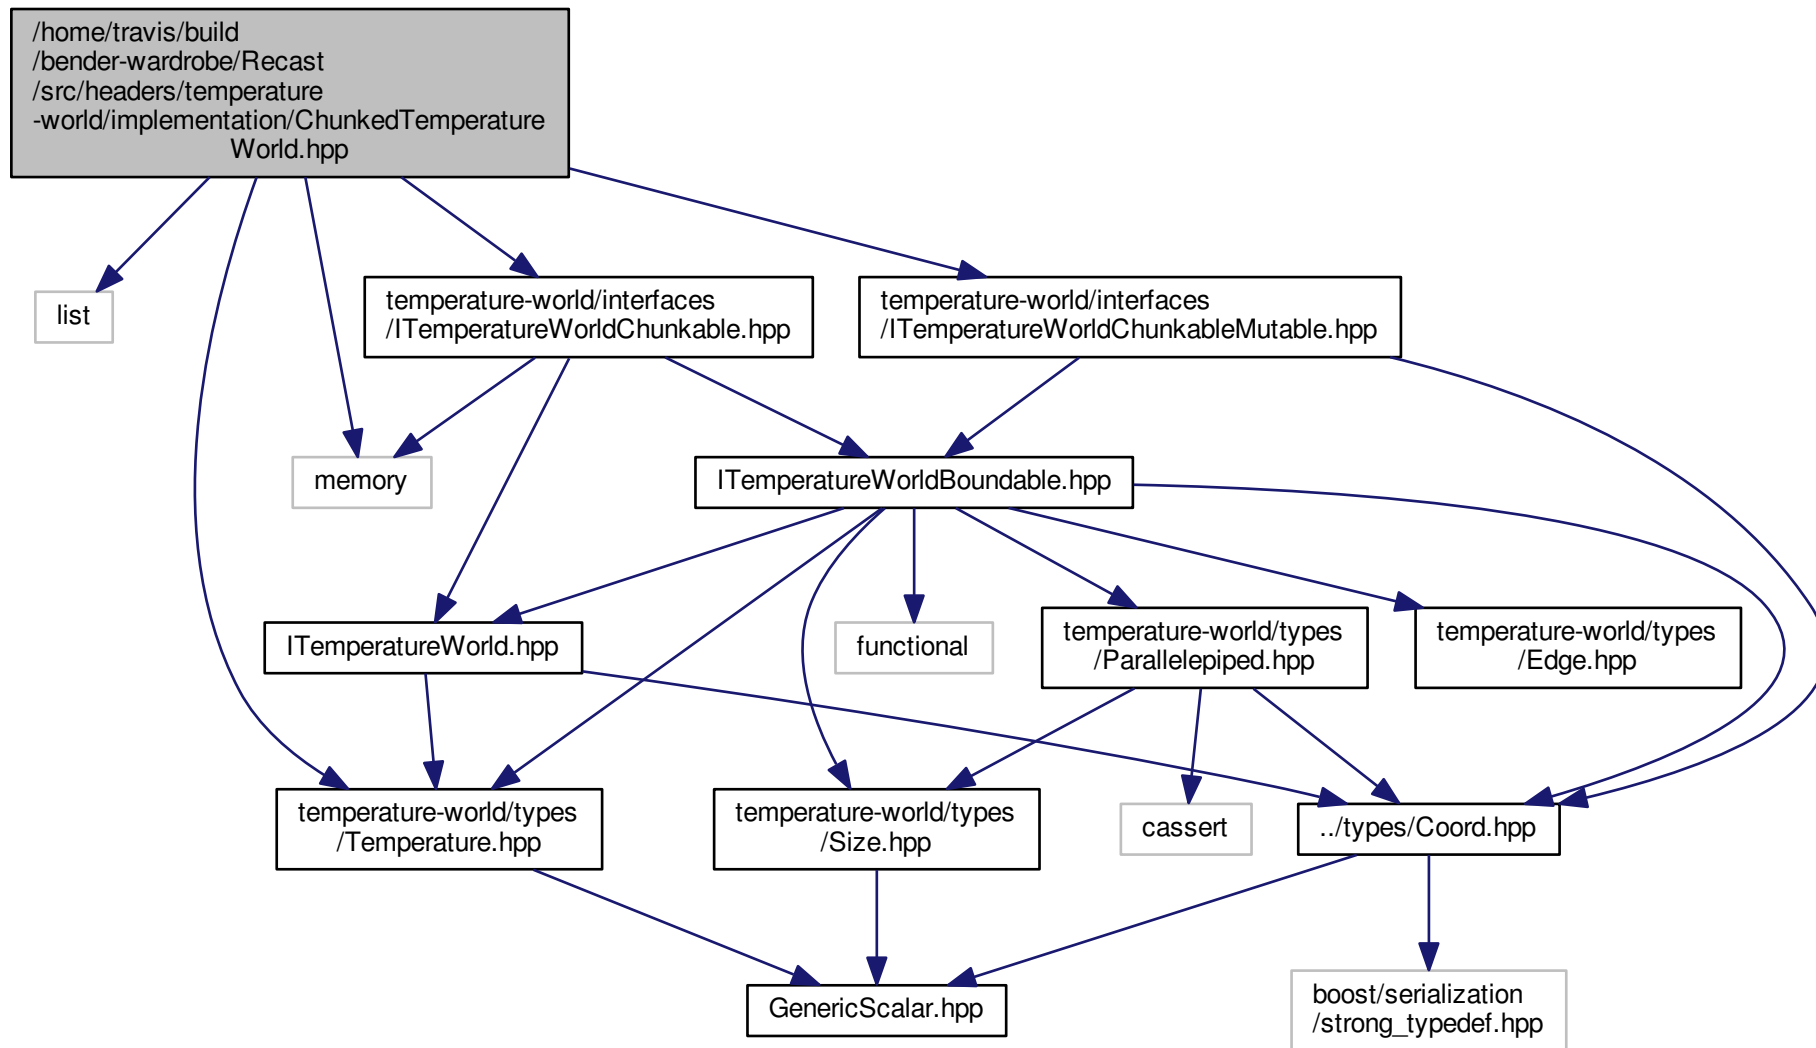 /home/travis/build
/bender-wardrobe/Recast
/src/headers/temperature
-world/implementation/ChunkedTemperature
World.hpp
list
temperature-world/interfaces
/ITemperatureWorldChunkable.hpp
temperature-world/interfaces
/ITemperatureWorldChunkableMutable.hpp
memory
ITemperatureWorldBoundable.hpp
ITemperatureWorld.hpp
functional
temperature-world/types
/Parallelepiped.hpp
temperature-world/types
/Edge.hpp
temperature-world/types
/Temperature.hpp
temperature-world/types
/Size.hpp
cassert
../types/Coord.hpp
GenericScalar.hpp
boost/serialization
/strong_typedef.hpp